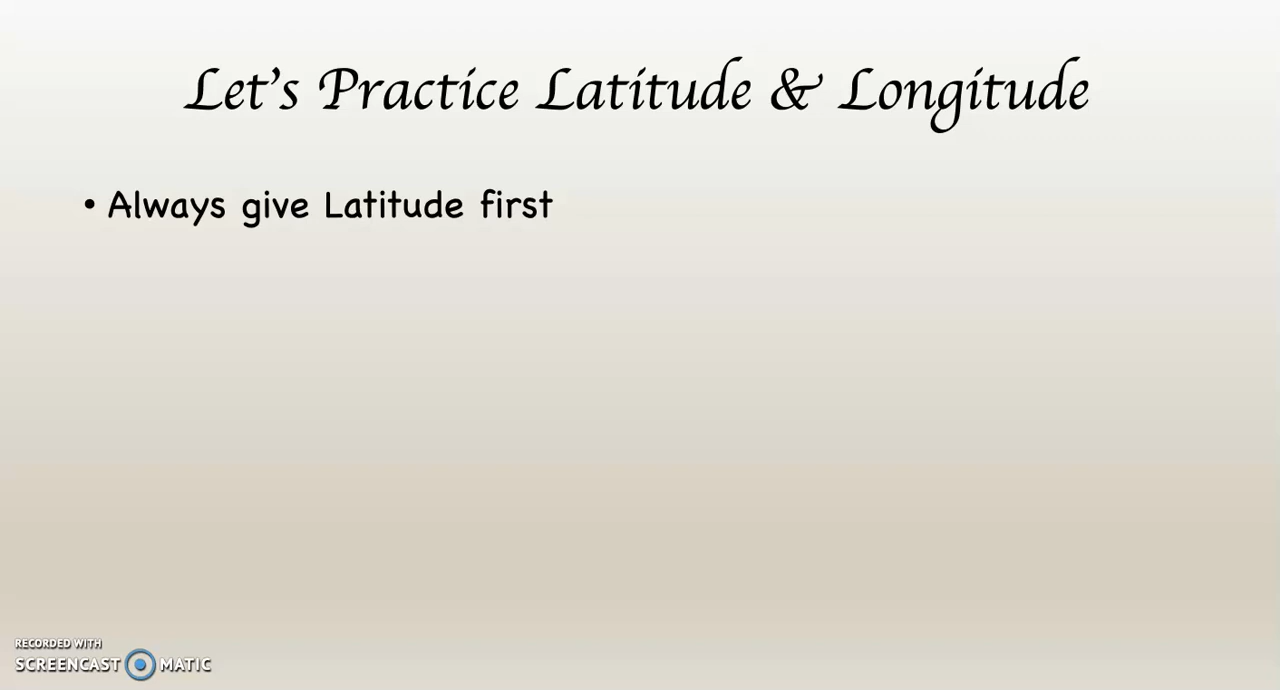 Let's Practice Latitude & Longitude
• Always give Latitude first
RECORDED WITH
SCREENCAST MATIC